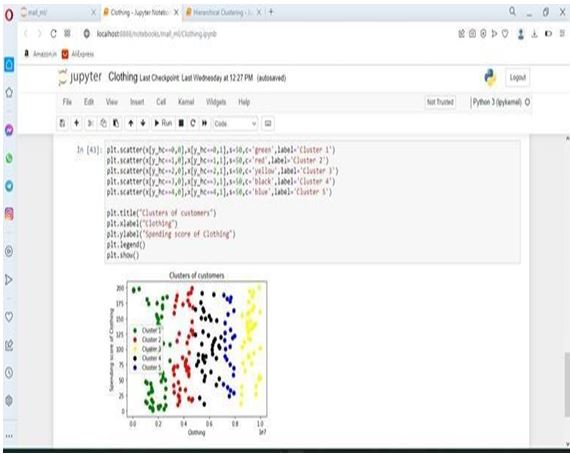 mall_ml/
Clothing - Jupyter Notebo
Hierarchical Clustering - J
localhost:8888/notebooks/mall_ml/Clothing.ipynb
Amazon.in
AliExpress
jupyter Clothing Last Checkpoint: Last Wednesday at 12:27 PM (autosaved)
Logout
File Edit View Insert Cell Kernel Widgets Help
Not Trusted
Python 3 (ipykernel)
Run
Code
In [43]:
plt.scatter(x[y_hc==0,0],x[y_hc==0,1],s=50,c='green',label='Cluster 1')
plt.scatter(x[y_hc==1,0],x[y_hc==1,1],s=50,c='red',label='Cluster 2')
plt.scatter(x[y_hc==2,0],x[y_hc==2,1],s=50,c='yellow',label='Cluster 3')
plt.scatter(x[y_hc==3,0],x[y_hc==3,1],s=50,c='black',label='Cluster 4')
plt.scatter(x[y_hc==4,0],x[y_hc==4,1],s=50,c='blue',label='Cluster 5')
plt.title("Clusters of customers")
plt.xlabel("Clothing")
plt.ylabel("Spending score of Clothing")
plt.legend()
plt.show()
Clusters of customers
Spending score of Clothing
200
175
150
125
100
75
50
25
0
Cluster 1
Cluster 2
Cluster 3
Cluster 4
Cluster 5
0.0 0.2 0.4 0.6 0.8 1.0
Clothing
1e7